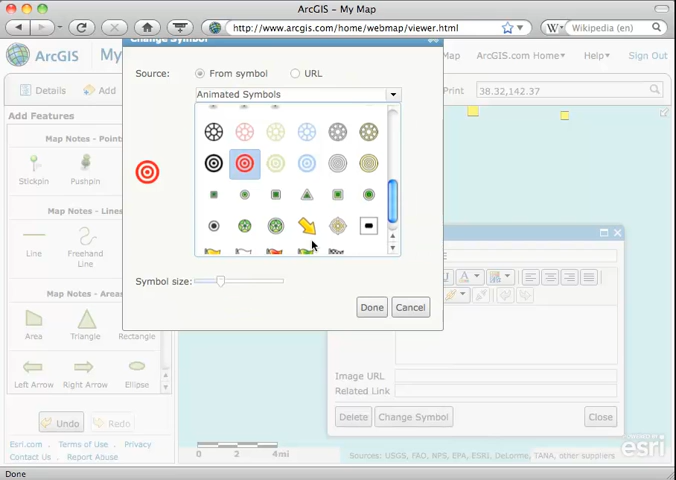 ArcGIS - My Map
http://www.arcgis.com/home/webmap/viewer.html
Wikipedia (en)
ArcGIS
My
Map
ArcGIS.com Home
Help
Sign Out
Details
Add
Print
38.32,142.37
Change Symbol
Source:
From symbol
URL
Animated Symbols
Symbol size:
Done
Cancel
Add Features
Map Notes - Points
Stickpin
Pushpin
Map Notes - Lines
Line
Freehand
Line
Map Notes - Areas
Area
Triangle
Rectangle
Left Arrow
Right Arrow
Ellipse
Undo
Redo
Esri.com
Terms of Use
Privacy
Contact Us
Report Abuse
Image URL
Related Link
Delete
Change Symbol
Close
0 2 4mi
Sources: USGS, FAO, NPS, EPA, ESRI, DeLorme, TANA, other suppliers
POWERED BY
esri
Done